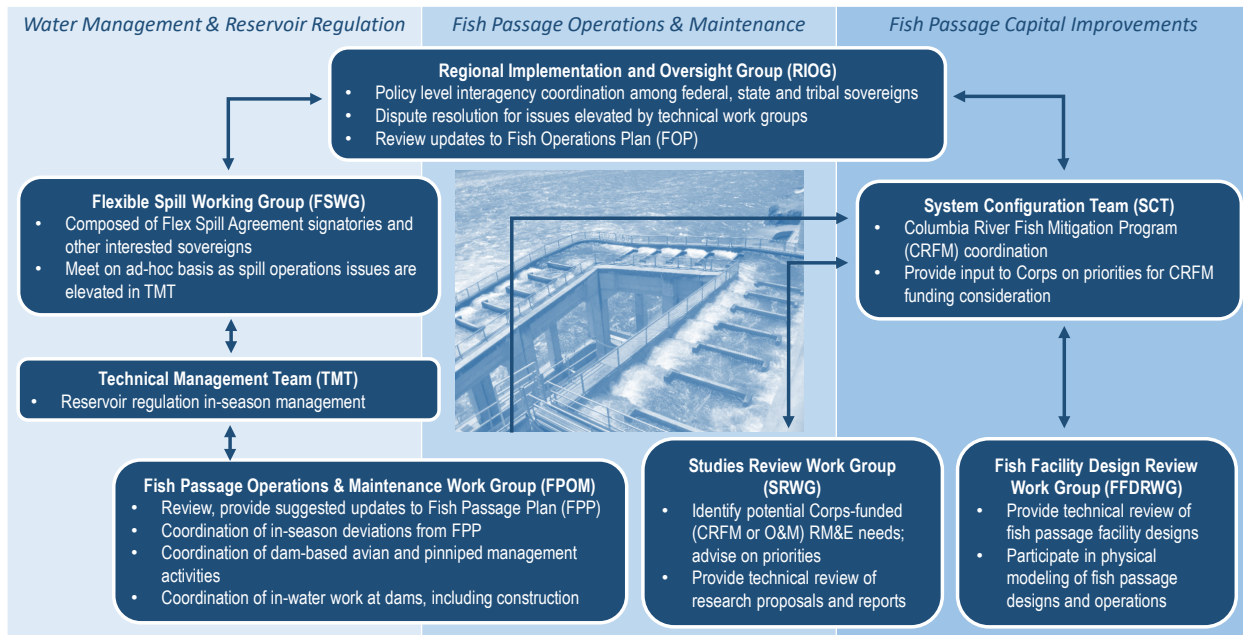 Water Management & Reservoir Regulation
Fish Passage Operations & Maintenance
Fish Passage Capital Improvements
Regional Implementation and Oversight Group (RIOG)
• Policy level interagency coordination among federal, state and tribal sovereigns
• Dispute resolution for issues elevated by technical work groups
• Review updates to Fish Operations Plan (FOP)
Flexible Spill Working Group (FSWG)
• Composed of Flex Spill Agreement signatories and
other interested sovereigns
• Meet on ad-hoc basis as spill operations issues are
elevated in TMT
System Configuration Team (SCT)
• Columbia River Fish Mitigation Program
(CRFM) coordination
• Provide input to Corps on priorities for CRFM
funding consideration
Technical Management Team (TMT)
• Reservoir regulation in-season management
Fish Passage Operations & Maintenance Work Group (FPOM)
• Review, provide suggested updates to Fish Passage Plan (FPP)
• Coordination of in-season deviations from FPP
• Coordination of dam-based avian and pinniped management
activities
• Coordination of in-water work at dams, including construction
Studies Review Work Group
(SRWG)
• Identify potential Corps-funded
(CRFM or O&M) RM&E needs;
advise on priorities
• Provide technical review of
research proposals and reports
Fish Facility Design Review
Work Group (FFDRWG)
• Provide technical review of
fish passage facility designs
• Participate in physical
modeling of fish passage
designs and operations